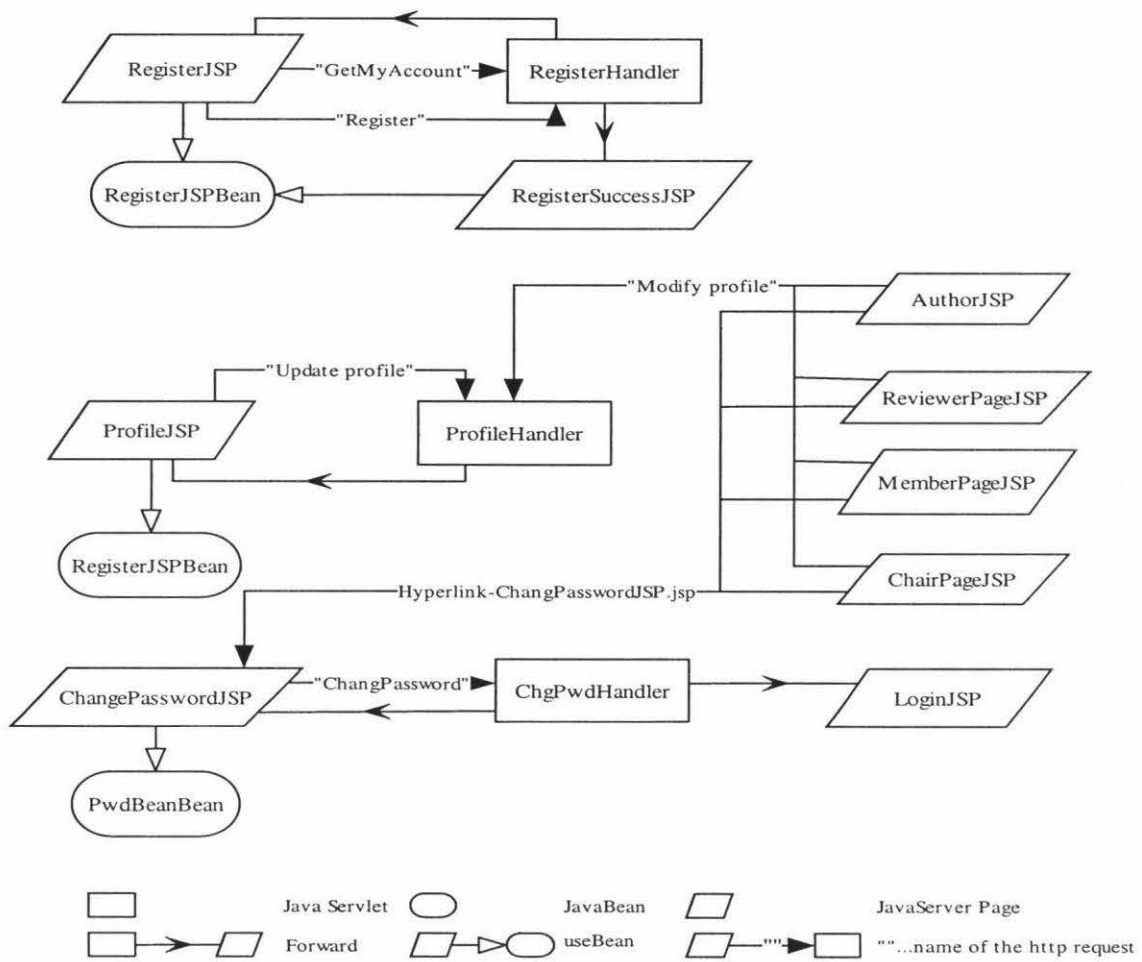 RegisterJSP
"GetMyAccount"
RegisterHandler
"Register"
RegisterJSPBean
RegisterSuccessJSP
"Modify profile"
AuthorJSP
"Update profile"
ReviewerPageJSP
ProfileJSP
ProfileHandler
MemberPageJSP
RegisterJSPBean
ChairPageJSP
Hyperlink-ChangPasswordJSP.jsp
ChangePasswordJSP
"ChangPassword"
ChgPwdHandler
LoginJSP
PwdBeanBean
Java Servlet
JavaBean
JavaServer Page
Forward
useBean
""
""...name of the http request